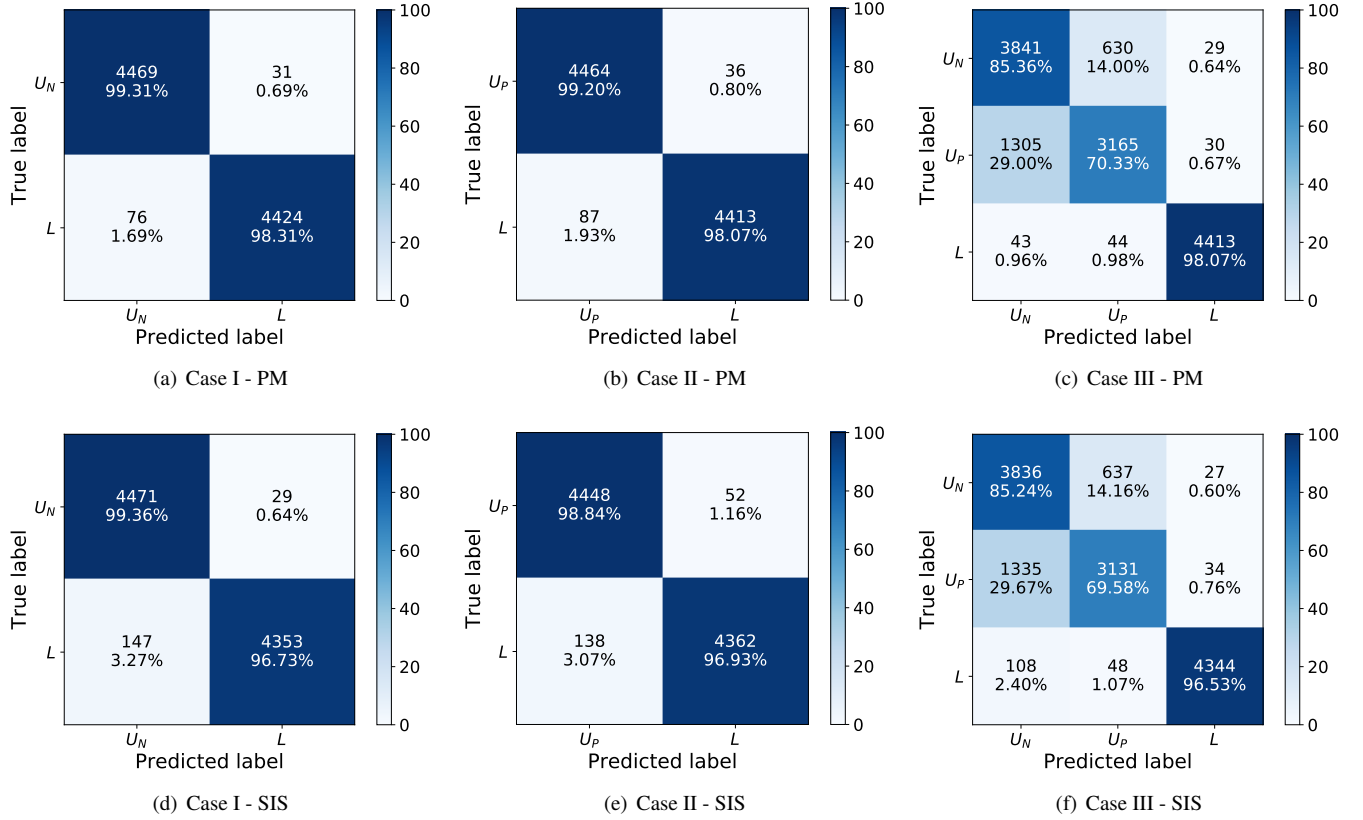 True label
U_N
4469
99.31%
31
0.69%
L
76
1.69%
4424
98.31%
U_N
L
Predicted label
100
80
60
40
20
0
(a) Case I - PM
True label
U_P
4464
99.20%
36
0.80%
L
87
1.93%
4413
98.07%
U_P
L
Predicted label
100
80
60
40
20
0
(b) Case II - PM
True label
U_N
3841
85.36%
630
14.00%
29
0.64%
U_P
1305
29.00%
3165
70.33%
30
0.67%
L
43
0.96%
44
0.98%
4413
98.07%
U_N
U_P
L
Predicted label
100
80
60
40
20
0
(c) Case III - PM
True label
U_N
4471
99.36%
29
0.64%
L
147
3.27%
4353
96.73%
U_N
L
Predicted label
100
80
60
40
20
0
(d) Case I - SIS
True label
U_P
4448
98.84%
52
1.16%
L
138
3.07%
4362
96.93%
U_P
L
Predicted label
100
80
60
40
20
0
(e) Case II - SIS
True label
U_N
3836
85.24%
637
14.16%
27
0.60%
U_P
1335
29.67%
3131
69.58%
34
0.76%
L
108
2.40%
48
1.07%
4344
96.53%
U_N
U_P
L
Predicted label
100
80
60
40
20
0
(f) Case III - SIS